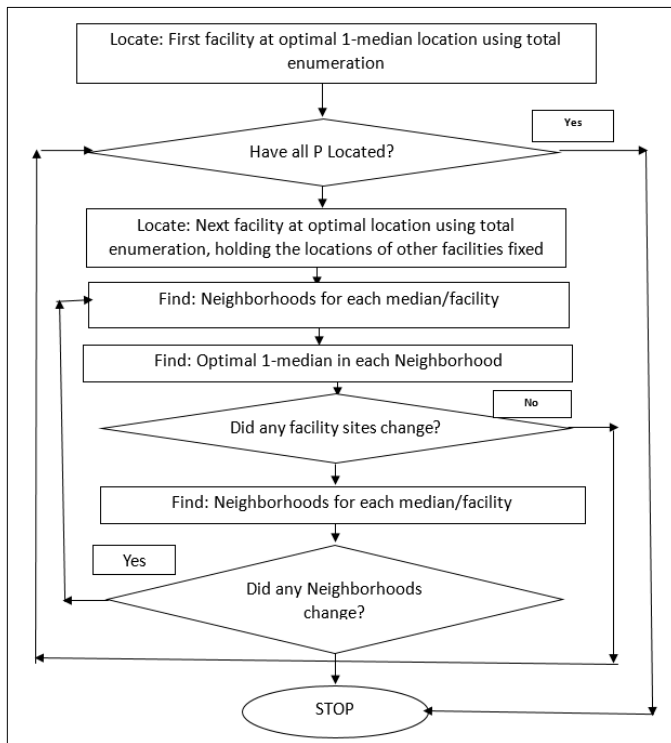 Locate: First facility at optimal 1-median location using total
enumeration
Yes
Have all P Located?
Locate: Next facility at optimal location using total
enumeration, holding the locations of other facilities fixed
Find: Neighborhoods for each median/facility
Find: Optimal 1-median in each Neighborhood
No
Did any facility sites change?
Find: Neighborhoods for each median/facility
Yes
Did any Neighborhoods
change?
STOP